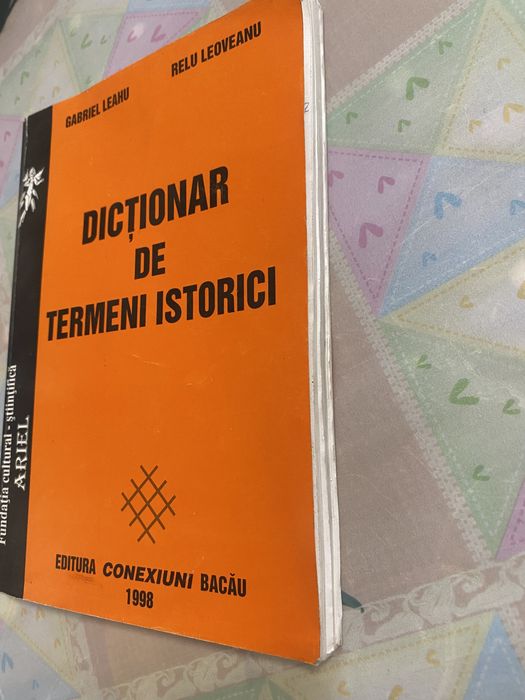 GABRIEL LEAHU
RELU LEOVEANU
DICȚIONAR
DE
TERMENI ISTORICI
EDITURA CONEXIUNI BACĂU
1998
Fundația cultural - științifică
ARIEL